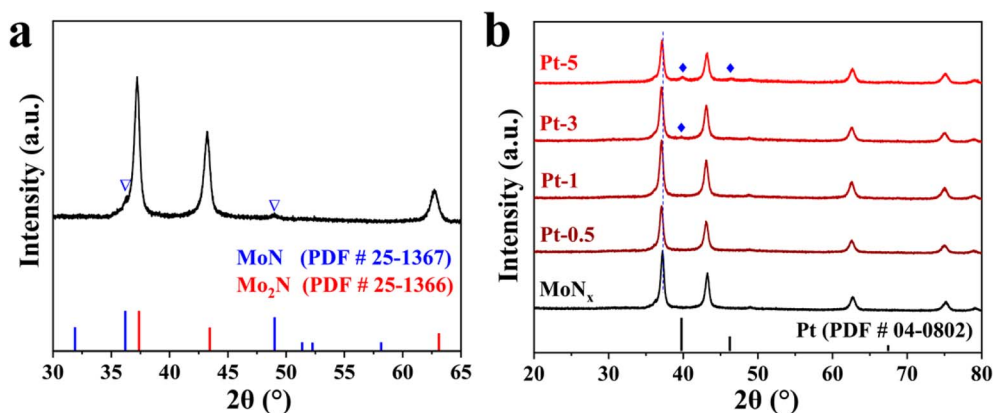 a
Intensity (a.u.)
▽
▽
MoN (PDF # 25-1367)
Mo₂N (PDF # 25-1366)
30 35 40 45 50 55 60 65
2θ (°)
b
Intensity (a.u.)
Pt-5
Pt-3
Pt-1
Pt-0.5
MoNₓ
Pt (PDF # 04-0802)
20 30 40 50 60 70 80
2θ (°)